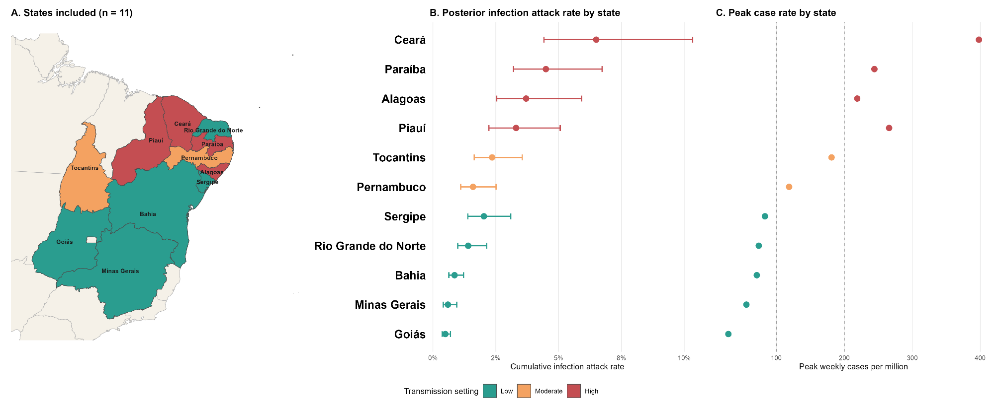 A. States included (n = 11)
Ceará
Rio Grande do Norte
Piauí
Paraíba
Pernambuco
Tocantins
Alagoas
Sergipe
Bahia
Goiás
Minas Gerais
B. Posterior infection attack rate by state
Ceará
Paraíba
Alagoas
Piauí
Tocantins
Pernambuco
Sergipe
Rio Grande do Norte
Bahia
Minas Gerais
Goiás
0% 2% 5% 8% 10%
Cumulative infection attack rate
C. Peak case rate by state
100 200 300 400
Peak weekly cases per million
Transmission setting Low Moderate High